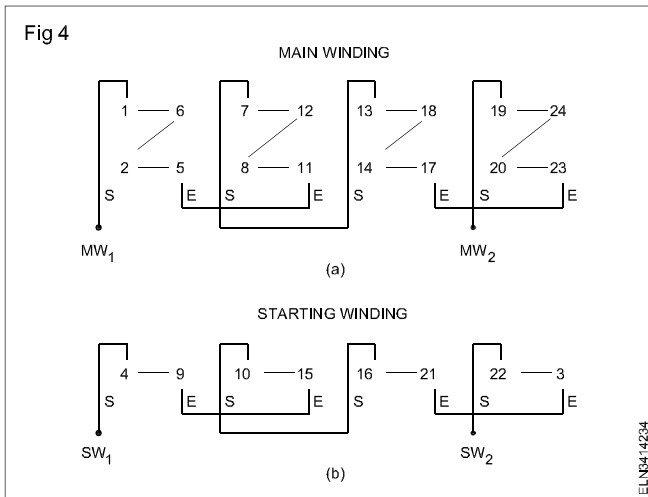 Fig 4
MAIN WINDING
1 6 7 12 13 18 19 24
2 5 8 11 14 17 20 23
S E S E S E S E
MW1 MW2
(a)
STARTING WINDING
4 9 10 15 16 21 22 3
S E S E S E S E
SW1 SW2
(b)
ELN3414234